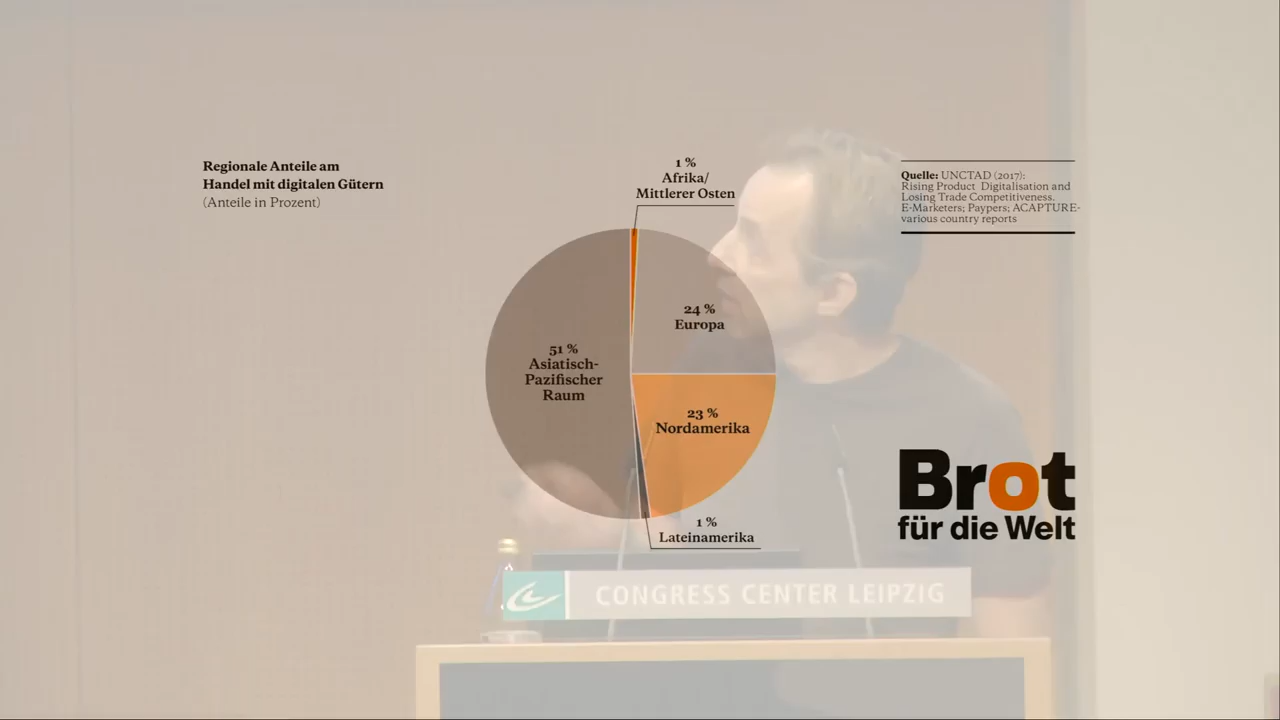 Regionale Anteile am
Handel mit digitalen Gütern
(Anteile in Prozent)
1 %
Afrika/
Mittlerer Osten
Quelle: UNCTAD (2017):
Rising Product Digitalisation and
Losing Trade Competitiveness.
E-Marketers; Paypers; ACAPTURE-
various country reports
24 %
Europa
51 %
Asiatisch-
Pazifischer
Raum
23 %
Nordamerika
1 %
Lateinamerika
Brot
für die Welt
CONGRESS CENTER LEIPZIG